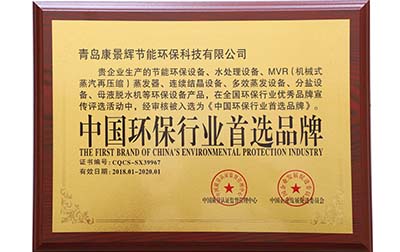 青岛康景辉节能环保科技有限公司
贵企业生产的节能环保设备、水处理设备、MVR（机械式
蒸汽再压缩）蒸发器、连续结晶设备、多效蒸发设备、分盐设
备、母液脱水机等环保设备产品，在全国环保行业优秀品牌宣
传评选活动中，经审核被入选为《中国环保行业首选品牌》。
中国环保行业首选品牌
THE FIRST BRAND OF CHINA'S ENVIRONMENTAL PROTECTION INDUSTRY
证书编号：CQCS-SX39967
有效日期：2018.01-2020.01